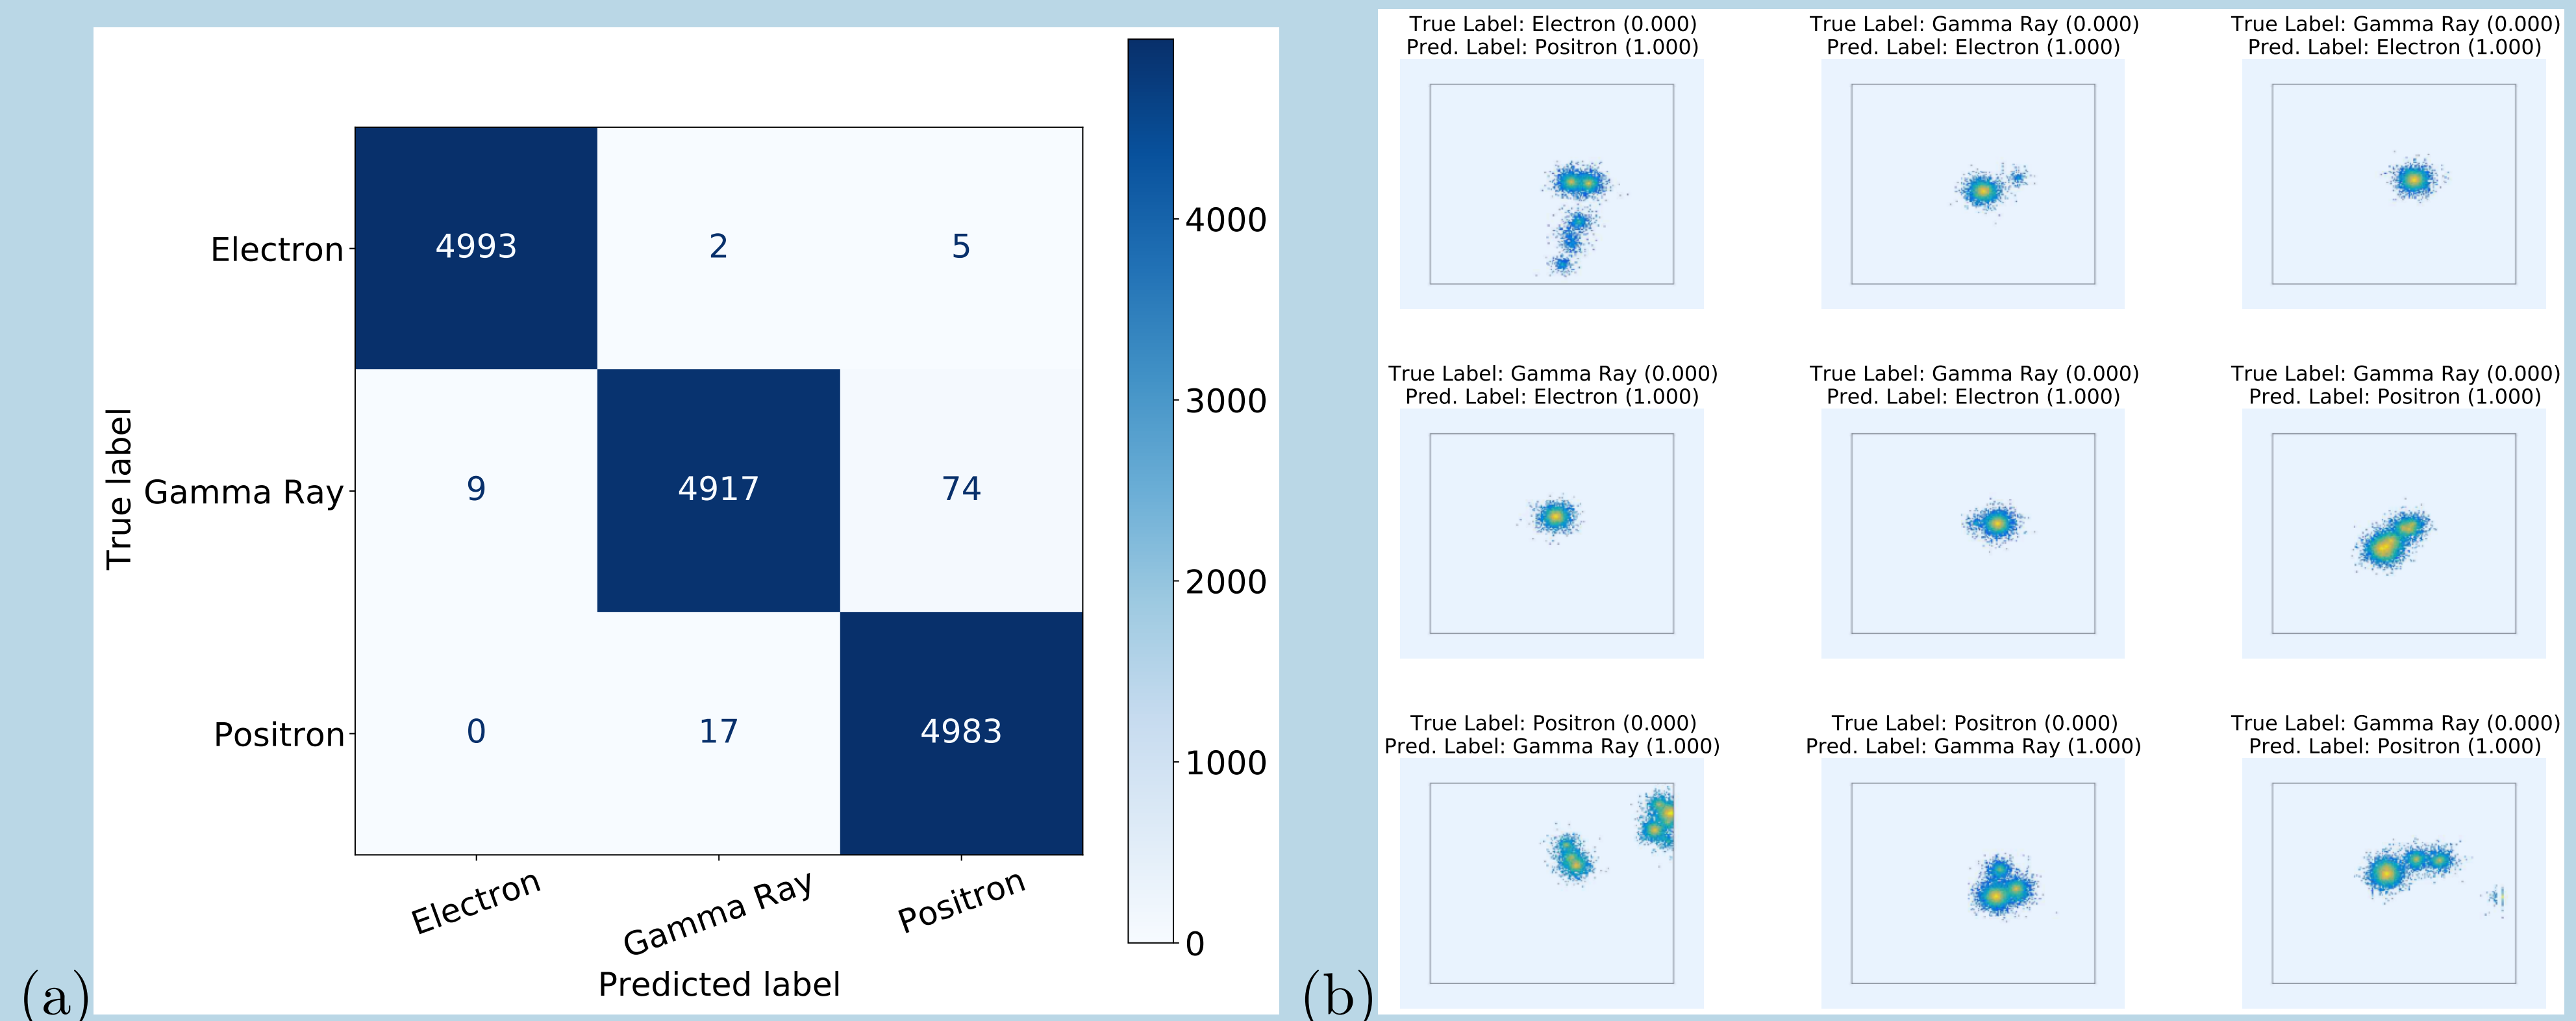 True label
Electron
4993 2 5
Gamma Ray
9 4917 74
Positron
0 17 4983
Electron Gamma Ray Positron
Predicted label
4000
3000
2000
1000
0
(a)
True Label: Electron (0.000)
Pred. Label: Positron (1.000)
True Label: Gamma Ray (0.000)
Pred. Label: Electron (1.000)
True Label: Gamma Ray (0.000)
Pred. Label: Electron (1.000)
True Label: Gamma Ray (0.000)
Pred. Label: Electron (1.000)
True Label: Gamma Ray (0.000)
Pred. Label: Electron (1.000)
True Label: Gamma Ray (0.000)
Pred. Label: Positron (1.000)
True Label: Positron (0.000)
Pred. Label: Gamma Ray (1.000)
True Label: Positron (0.000)
Pred. Label: Gamma Ray (1.000)
True Label: Gamma Ray (0.000)
Pred. Label: Positron (1.000)
(b)